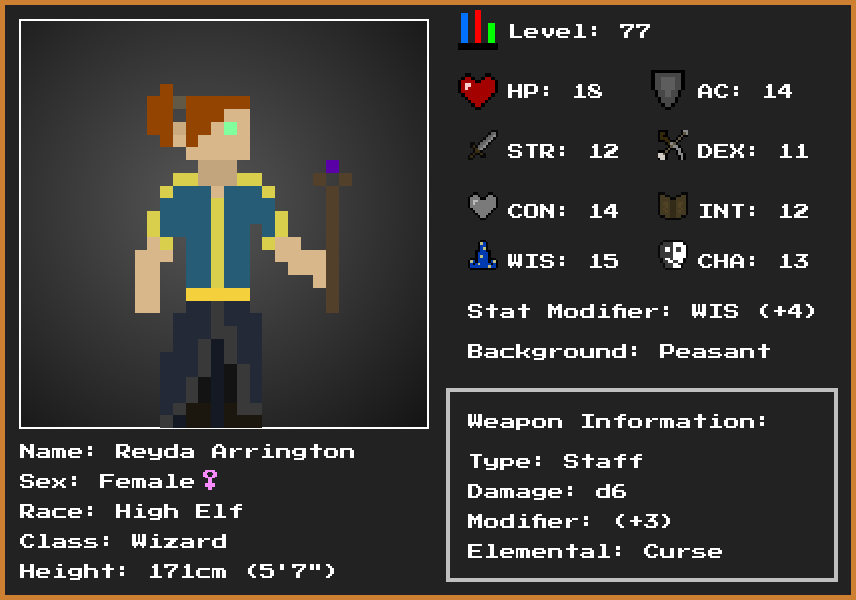 Level: 77
HP: 18
AC: 14
STR: 12
DEX: 11
CON: 14
INT: 12
WIS: 15
CHA: 13
Stat Modifier: WIS (+4)
Background: Peasant
Weapon Information:
Type: Staff
Damage: d6
Modifier: (+3)
Elemental: Curse
Name: Reyda Arrington
Sex: Female♀
Race: High Elf
Class: Wizard
Height: 171cm (5'7")